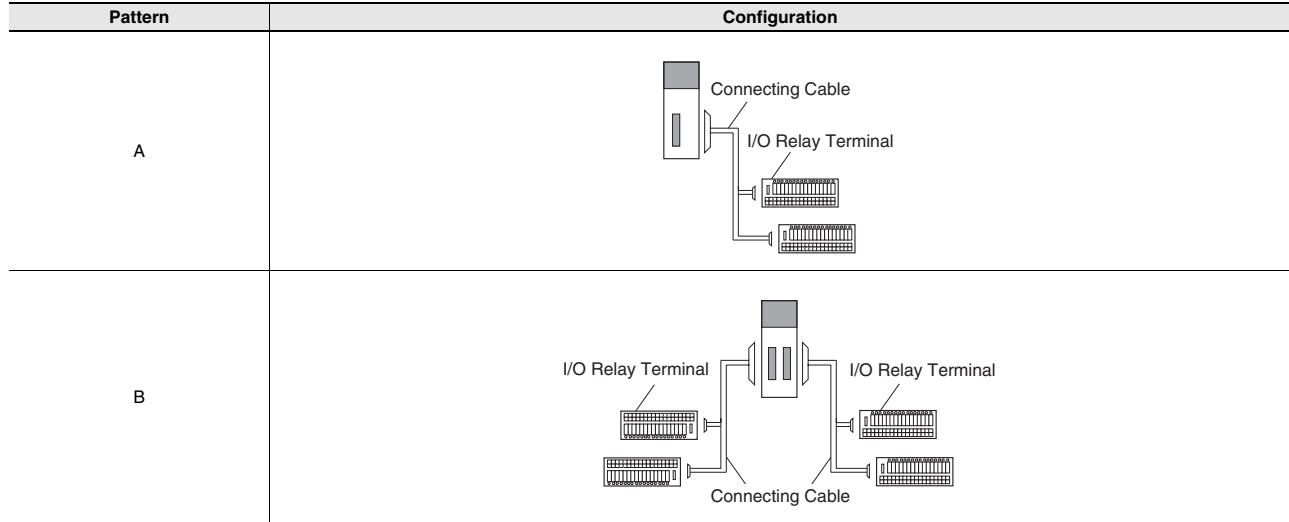 Pattern Configuration
A
Connecting Cable
I/O Relay Terminal
B
I/O Relay Terminal
I/O Relay Terminal
Connecting Cable